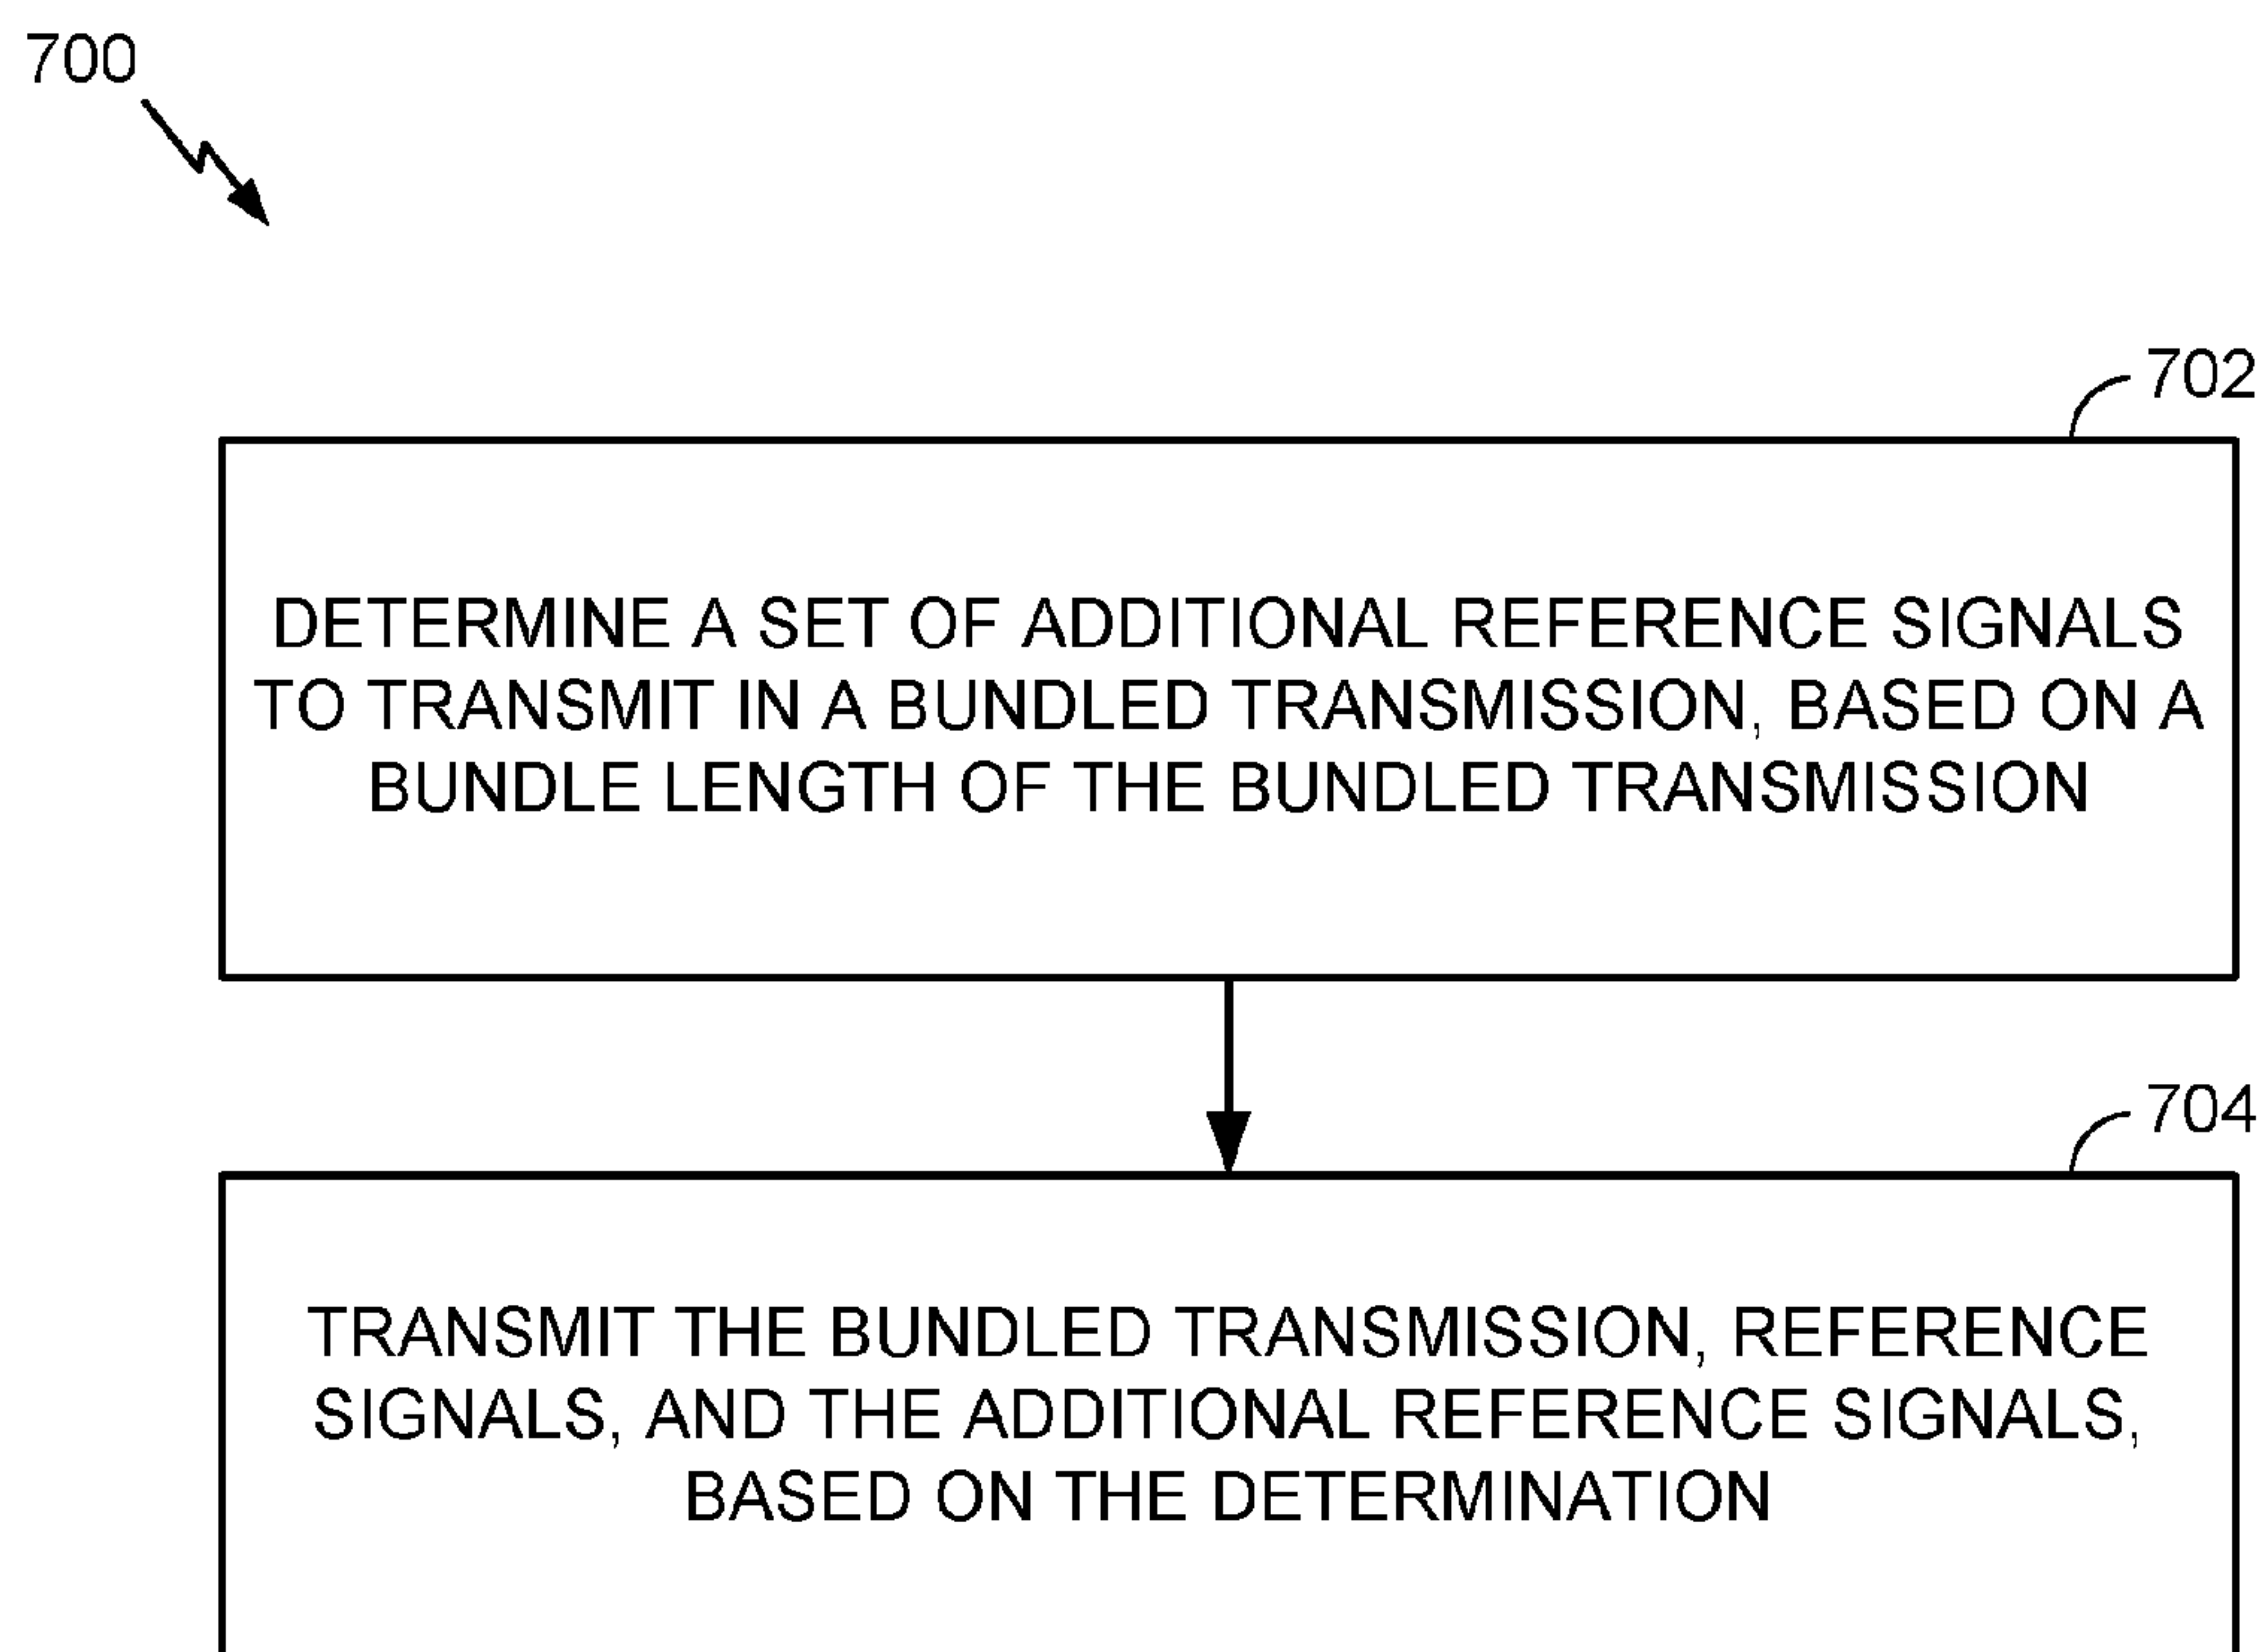 700
702
DETERMINE A SET OF ADDITIONAL REFERENCE SIGNALS
TO TRANSMIT IN A BUNDLED TRANSMISSION, BASED ON A
BUNDLE LENGTH OF THE BUNDLED TRANSMISSION
704
TRANSMIT THE BUNDLED TRANSMISSION, REFERENCE
SIGNALS, AND THE ADDITIONAL REFERENCE SIGNALS,
BASED ON THE DETERMINATION